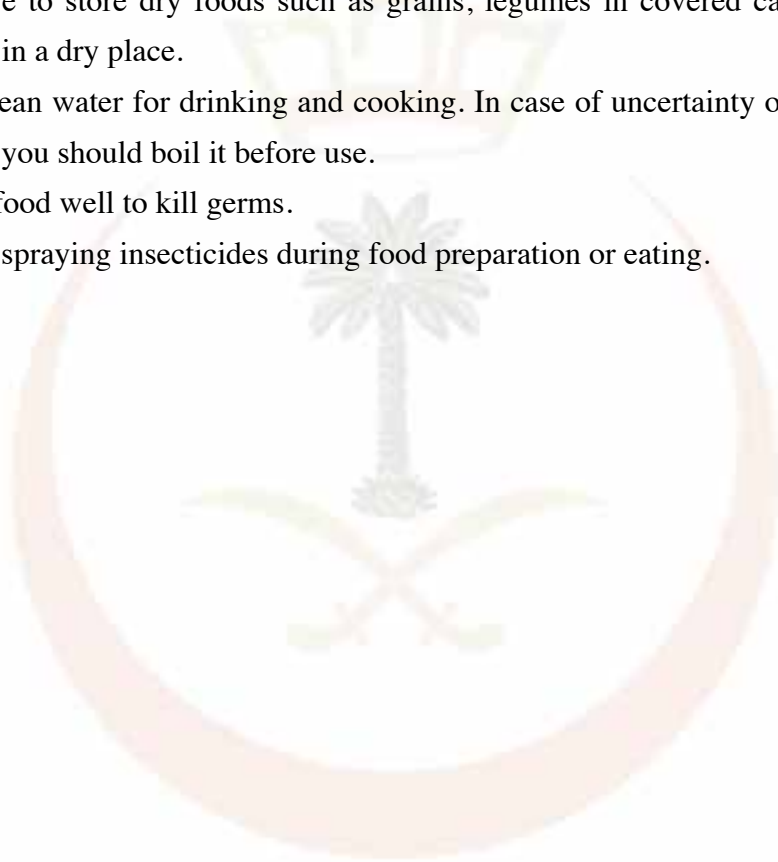 e to store dry foods such as grains, legumes in covered ca
in a dry place.
ean water for drinking and cooking. In case of uncertainty o
you should boil it before use.
food well to kill germs.
spraying insecticides during food preparation or eating.